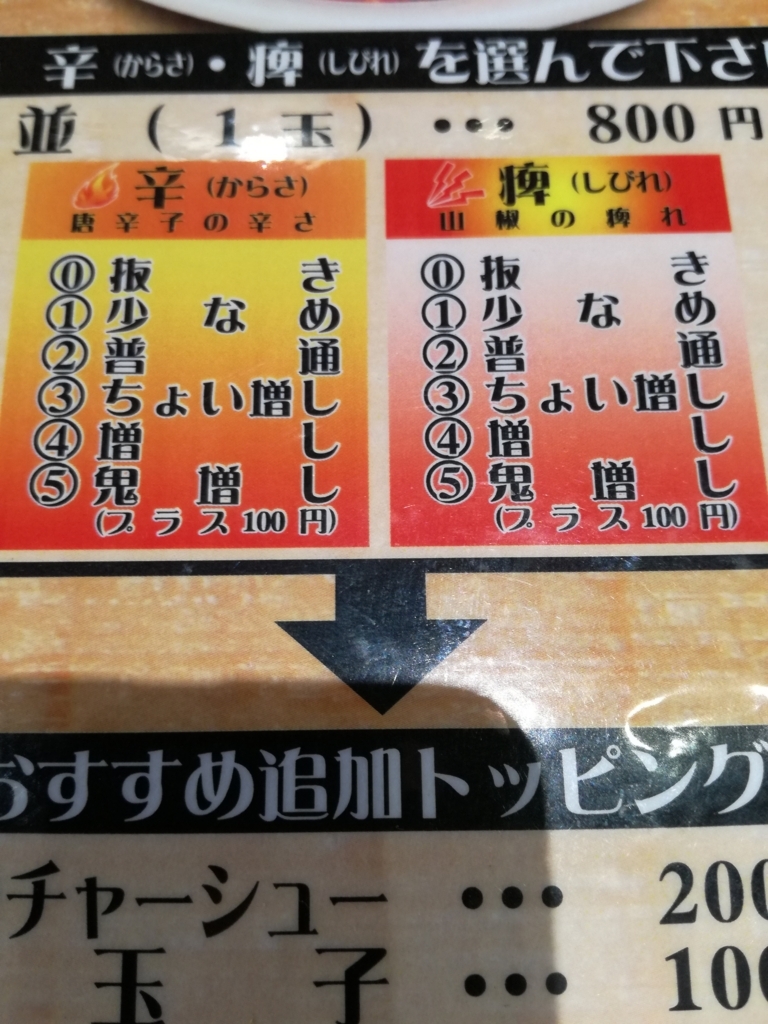 辛(からさ)・痺(しびれ)を選んで下さ
並(1玉)・・・800円
辛(からさ)
唐辛子の辛さ
⓪抜き
①少なめ
②普通
③ちょい増し
④増し
⑤鬼増し
(プラス100円)
痺(しびれ)
山椒の痺れ
⓪抜き
①少なめ
②普通
③ちょい増し
④増し
⑤鬼増し
(プラス100円)
おすすめ追加トッピング
チャーシュー・・・200
玉子・・・100